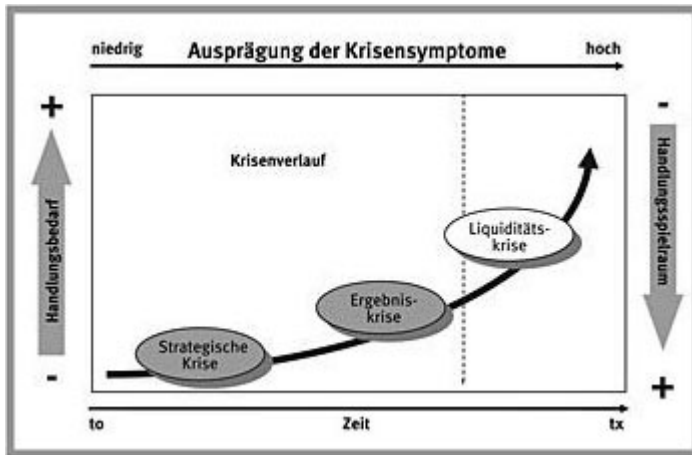 niedrig Ausprägung der Krisensymptome hoch
+ -
Krisenverlauf
Handlungsbedarf
Handlungsspielraum
Liquiditäts-
krise
Ergebnis-
krise
Strategische
Krise
- +
to Zeit tx